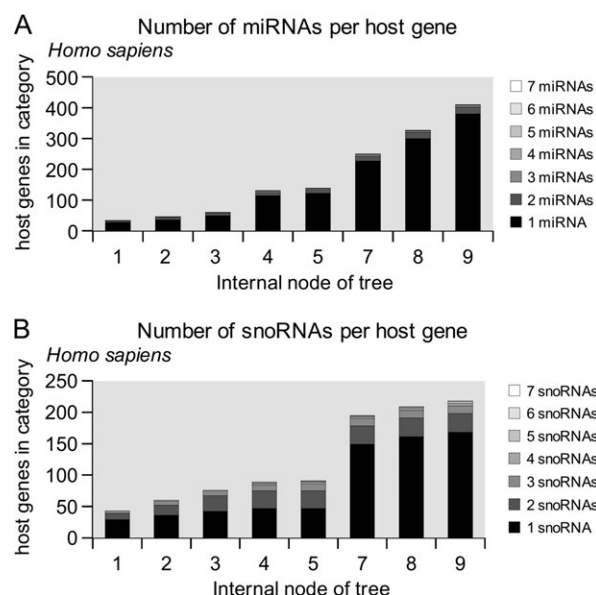 A
Number of miRNAs per host gene
Homo sapiens
host genes in category
500
400
300
200
100
0
1 2 3 4 5 7 8 9
Internal node of tree
7 miRNAs
6 miRNAs
5 miRNAs
4 miRNAs
3 miRNAs
2 miRNAs
1 miRNA
B
Number of snoRNAs per host gene
Homo sapiens
host genes in category
250
200
150
100
50
0
1 2 3 4 5 7 8 9
Internal node of tree
7 snoRNAs
6 snoRNAs
5 snoRNAs
4 snoRNAs
3 snoRNAs
2 snoRNAs
1 snoRNA